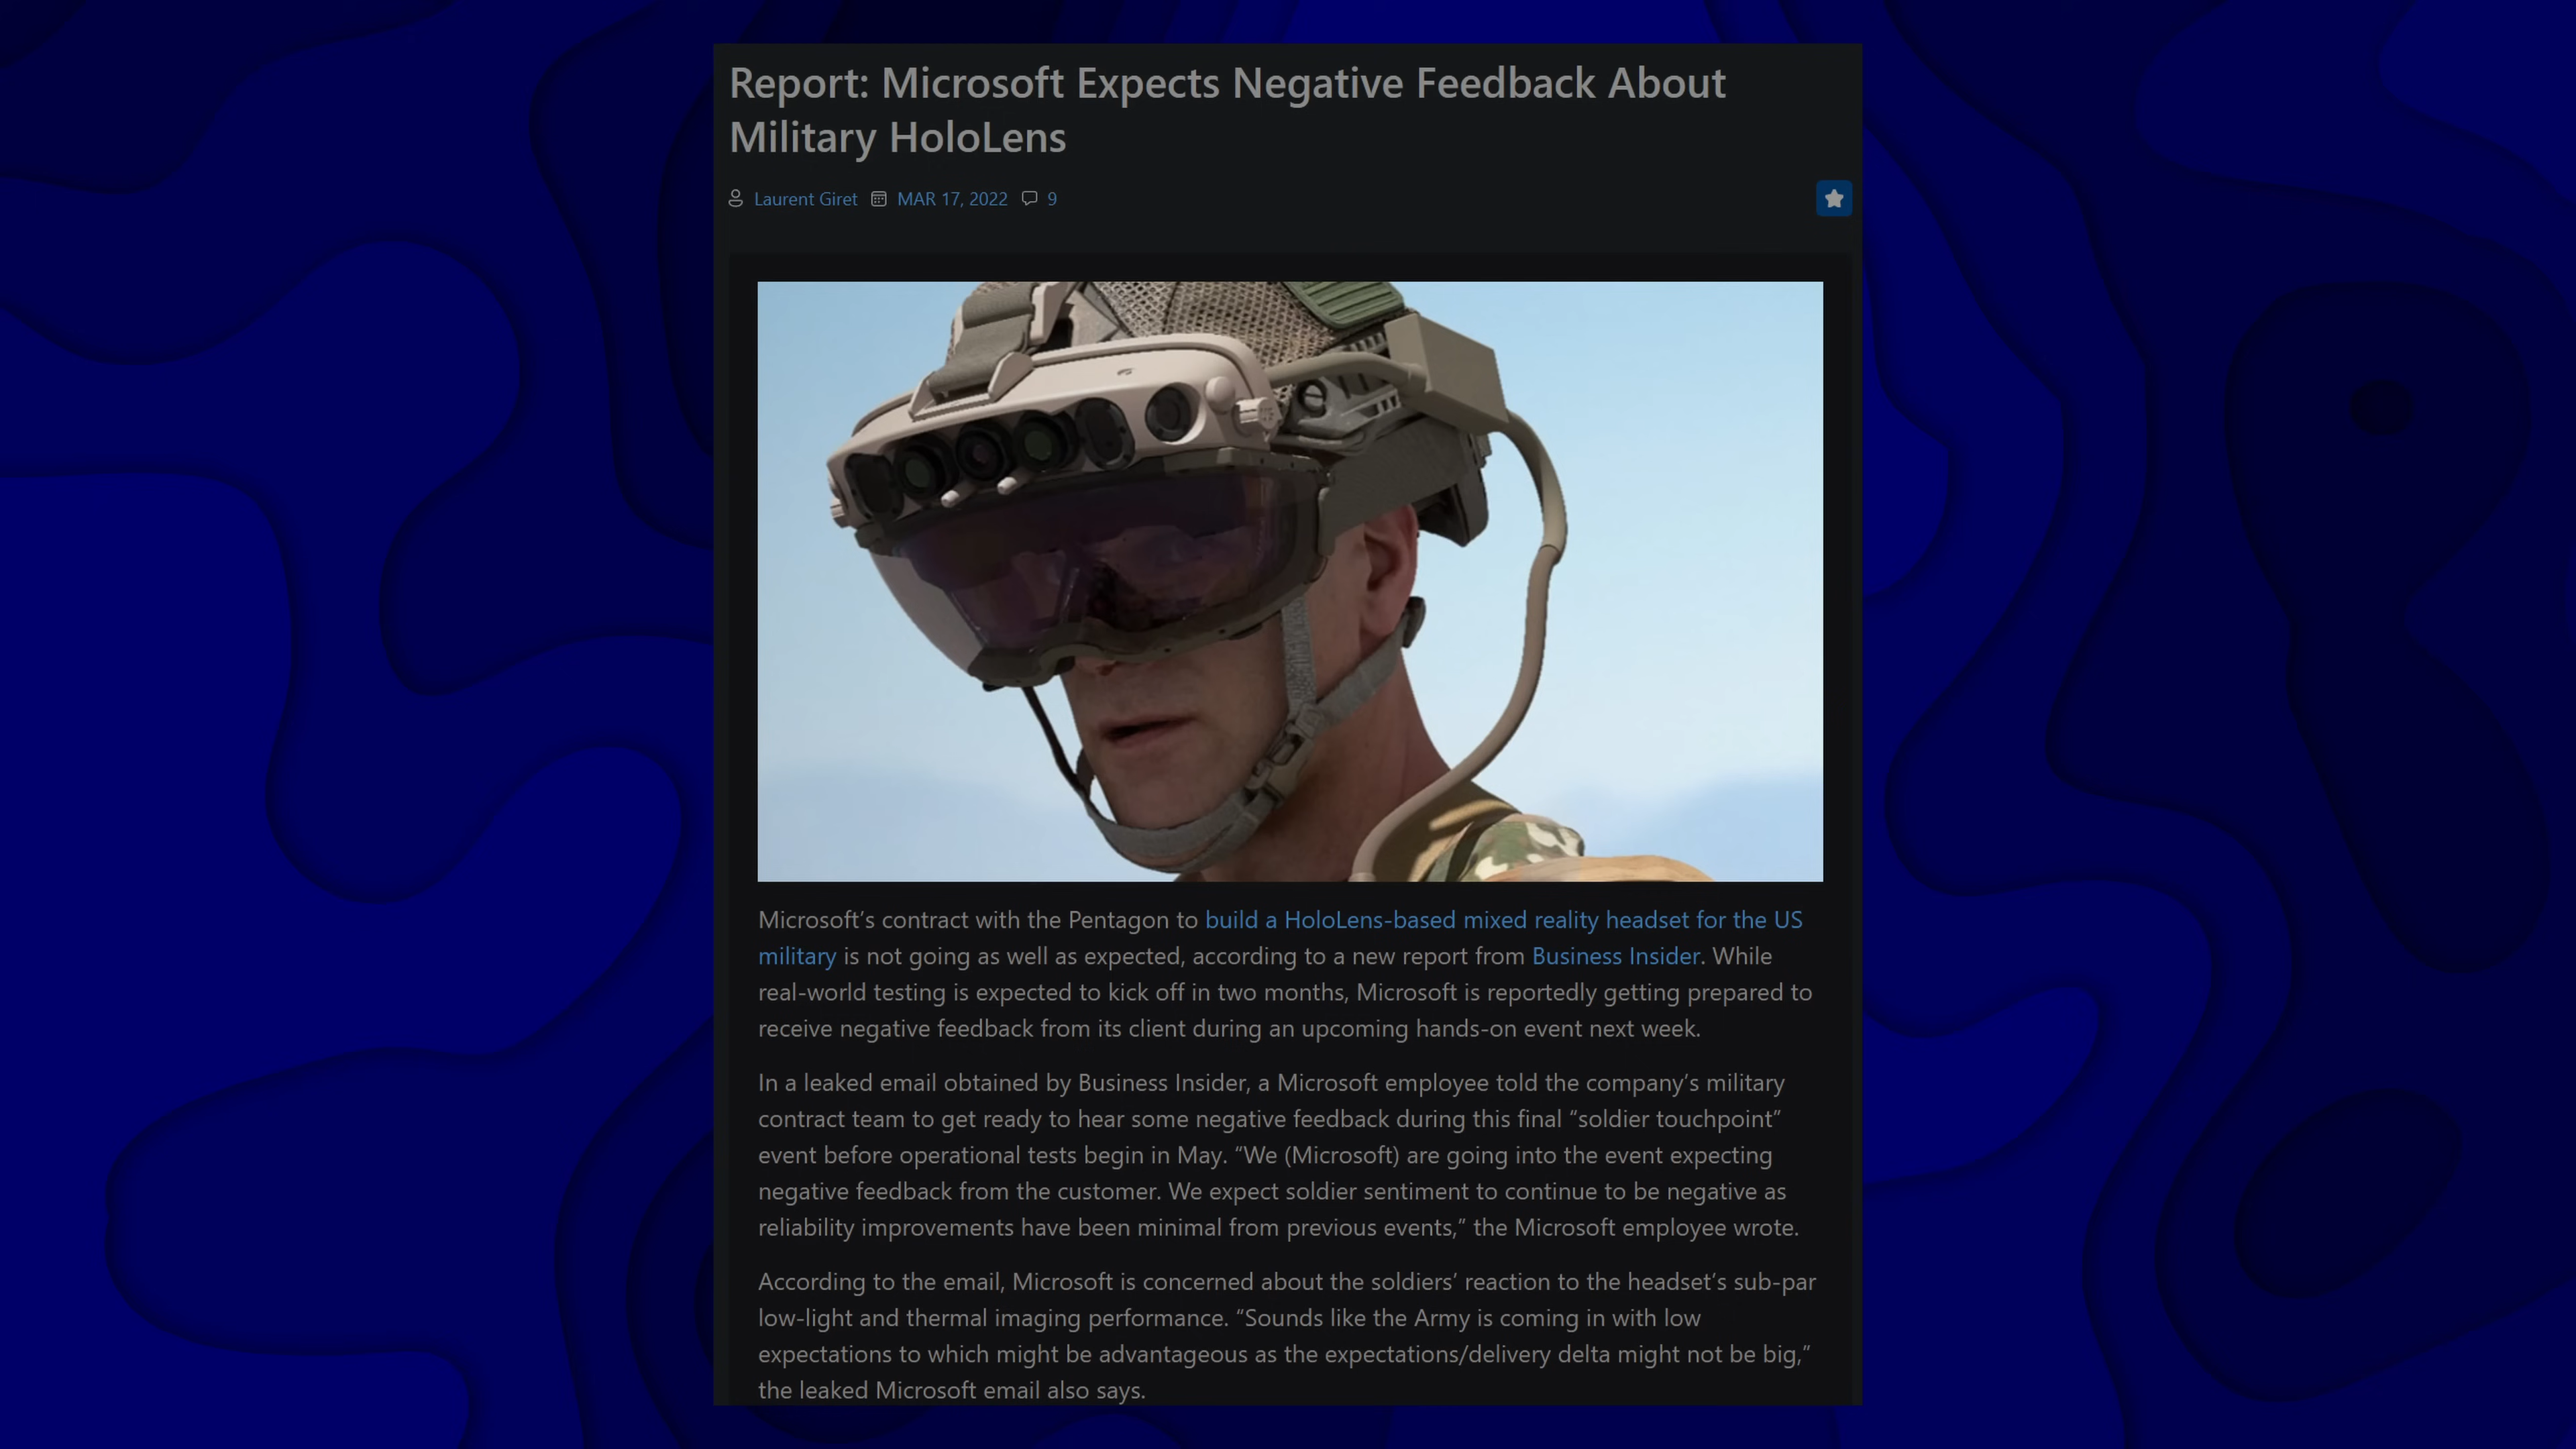 Report: Microsoft Expects Negative Feedback About
Military HoloLens
Laurent Giret MAR 17, 2022 9
Microsoft’s contract with the Pentagon to build a HoloLens-based mixed reality headset for the US
military is not going as well as expected, according to a new report from Business Insider. While
real-world testing is expected to kick off in two months, Microsoft is reportedly getting prepared to
receive negative feedback from its client during an upcoming hands-on event next week.
In a leaked email obtained by Business Insider, a Microsoft employee told the company’s military
contract team to get ready to hear some negative feedback during this final “soldier touchpoint”
event before operational tests begin in May. “We (Microsoft) are going into the event expecting
negative feedback from the customer. We expect soldier sentiment to continue to be negative as
reliability improvements have been minimal from previous events,” the Microsoft employee wrote.
According to the email, Microsoft is concerned about the soldiers’ reaction to the headset’s sub-par
low-light and thermal imaging performance. “Sounds like the Army is coming in with low
expectations to which might be advantageous as the expectations/delivery delta might not be big,”
the leaked Microsoft email also says.